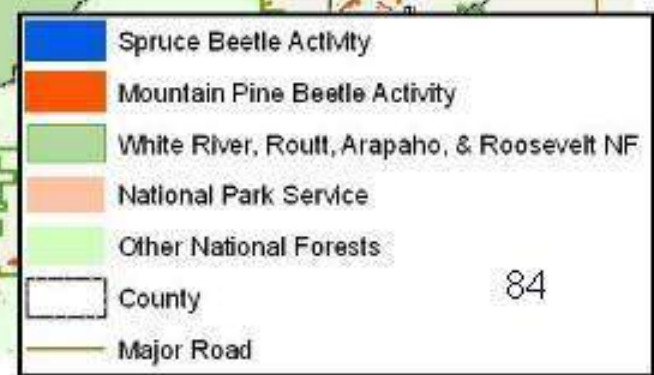 Spruce Beetle Activity
Mountain Pine Beetle Activity
White River, Routt, Arapaho, & Roosevelt NF
National Park Service
Other National Forests
County
84
Major Road